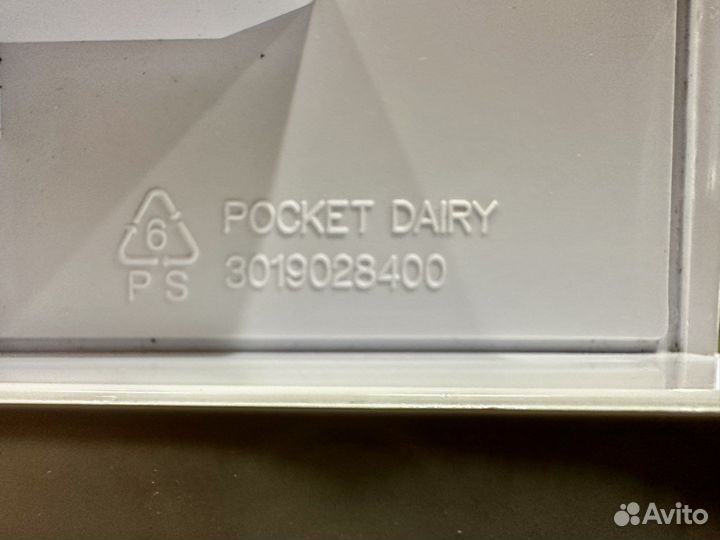 6 POCKET DAIRY
PS 3019028400
Avito